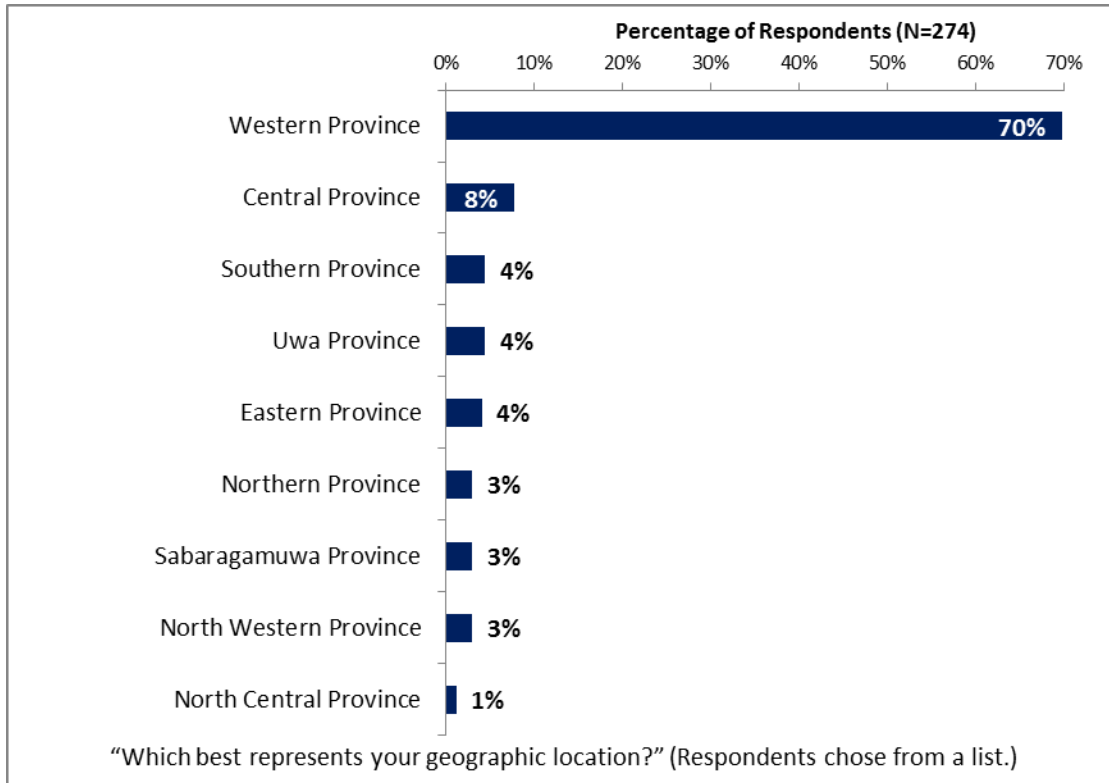 Percentage of Respondents (N=274)
0% 10% 20% 30% 40% 50% 60% 70%
Western Province 70%
Central Province 8%
Southern Province 4%
Uwa Province 4%
Eastern Province 4%
Northern Province 3%
Sabaragamuwa Province 3%
North Western Province 3%
North Central Province 1%
“Which best represents your geographic location?” (Respondents chose from a list.)